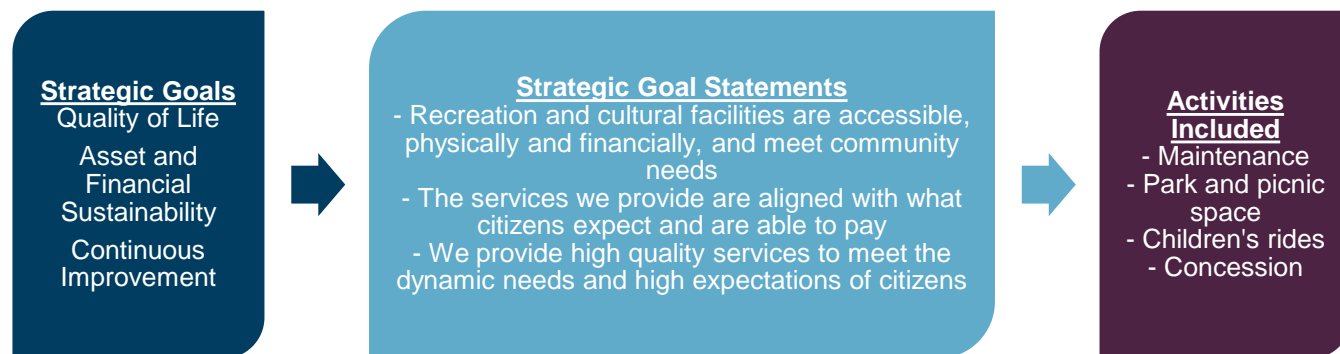 Strategic Goals
Quality of Life
Asset and
Financial
Sustainability
Continuous
Improvement
Strategic Goal Statements
- Recreation and cultural facilities are accessible,
physically and financially, and meet community
needs
- The services we provide are aligned with what
citizens expect and are able to pay
- We provide high quality services to meet the
dynamic needs and high expectations of citizens
Activities
Included
- Maintenance
- Park and picnic
space
- Children's rides
- Concession